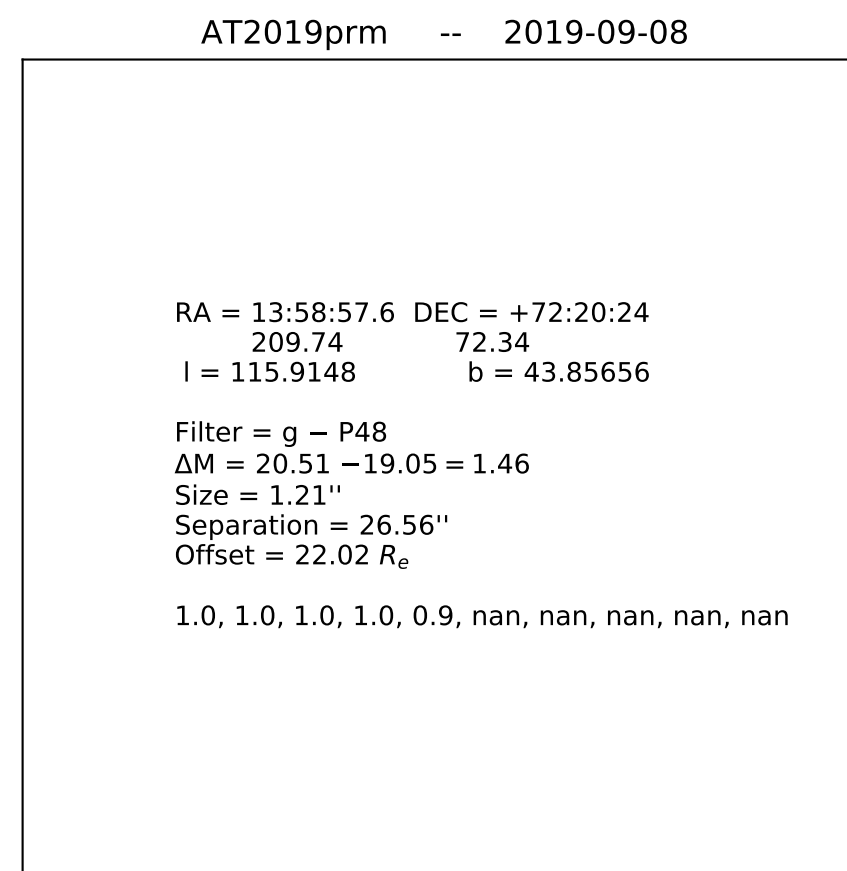 AT2019prm -- 2019-09-08
RA = 13:58:57.6 DEC = +72:20:24
209.74 72.34
l = 115.9148 b = 43.85656
Filter = g − P48
ΔM = 20.51 −19.05 = 1.46
Size = 1.21''
Separation = 26.56''
Offset = 22.02 Re
1.0, 1.0, 1.0, 1.0, 0.9, nan, nan, nan, nan, nan